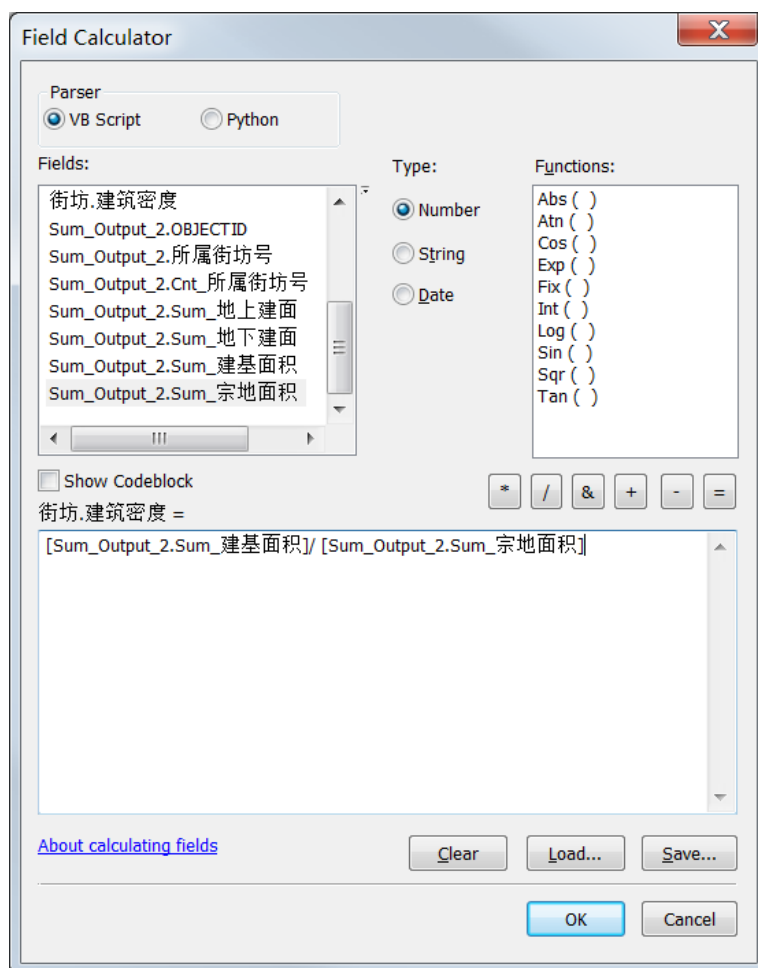 Field Calculator
Parser
VB Script
Python
Fields:
Type:
Functions:
街坊.建筑密度
Sum_Output_2.OBJECTID
Sum_Output_2.所属街坊号
Sum_Output_2.Cnt_所属街坊号
Sum_Output_2.Sum_地上建面
Sum_Output_2.Sum_地下建面
Sum_Output_2.Sum_建基面积
Sum_Output_2.Sum_宗地面积
Number
String
Date
Abs ( )
Atn ( )
Cos ( )
Exp ( )
Fix ( )
Int ( )
Log ( )
Sin ( )
Sqr ( )
Tan ( )
Show Codeblock
* / & + - =
街坊.建筑密度 =
[Sum_Output_2.Sum_建基面积]/ [Sum_Output_2.Sum_宗地面积]
About calculating fields
Clear
Load...
Save...
OK
Cancel